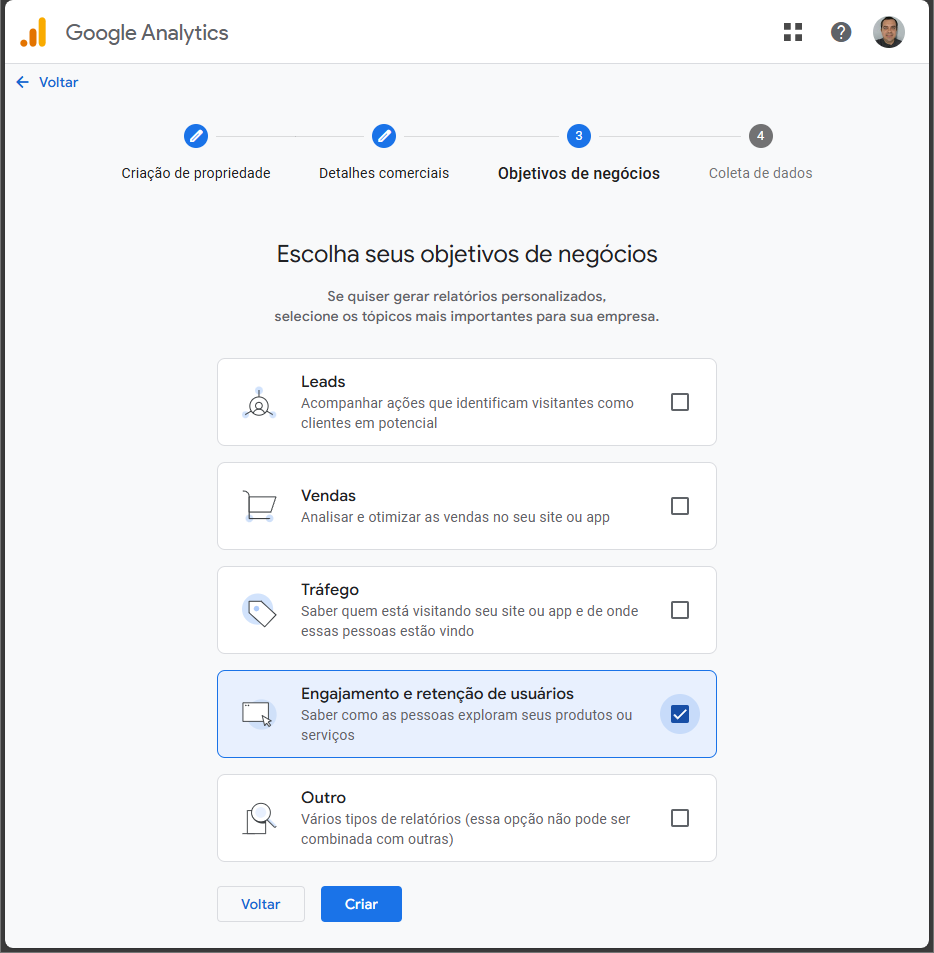 Google Analytics
?
Voltar
3
4
Criação de propriedade
Detalhes comerciais
Objetivos de negócios
Coleta de dados
Escolha seus objetivos de negócios
Se quiser gerar relatórios personalizados,
selecione os tópicos mais importantes para sua empresa.
Leads
Acompanhar ações que identificam visitantes como
clientes em potencial
Vendas
Analisar e otimizar as vendas no seu site ou app
Tráfego
Saber quem está visitando seu site ou app e de onde
essas pessoas estão vindo
Engajamento e retenção de usuários
Saber como as pessoas exploram seus produtos ou
serviços
Outro
Vários tipos de relatórios (essa opção não pode ser
combinada com outras)
Voltar
Criar